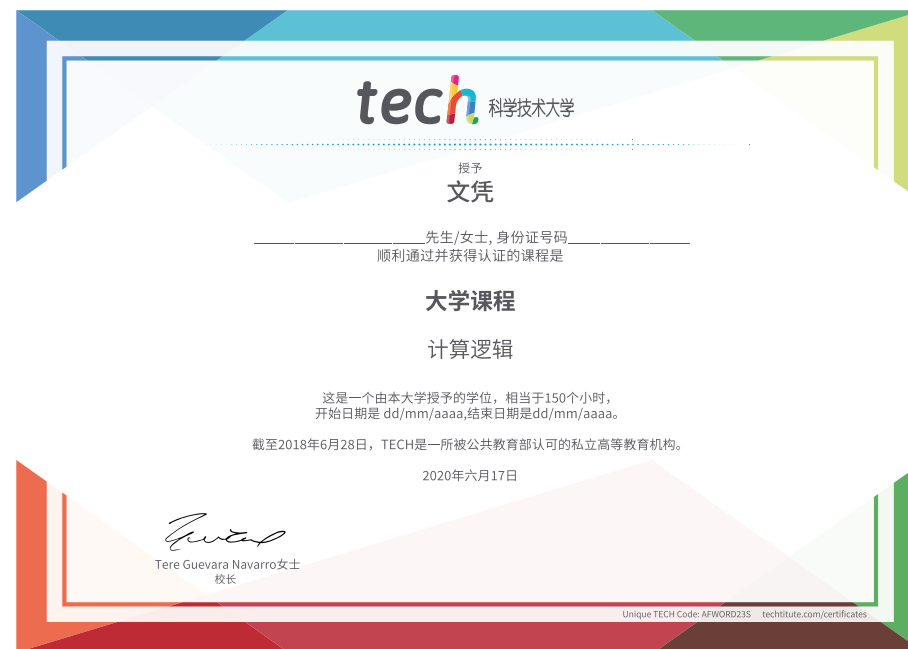 tech 科学技术大学
授予
文凭
先生/女士, 身份证号码
顺利通过并获得认证的课程是
大学课程
计算逻辑
这是一个由本大学授予的学位，相当于150个小时，
开始日期是 dd/mm/aaaa,结束日期是dd/mm/aaaa。
截至2018年6月28日，TECH是一所被公共教育部认可的私立高等教育机构。
2020年六月17日
Tere Guevara Navarro女士
校长
Unique TECH Code: AFWORD23S techtitute.com/certificates